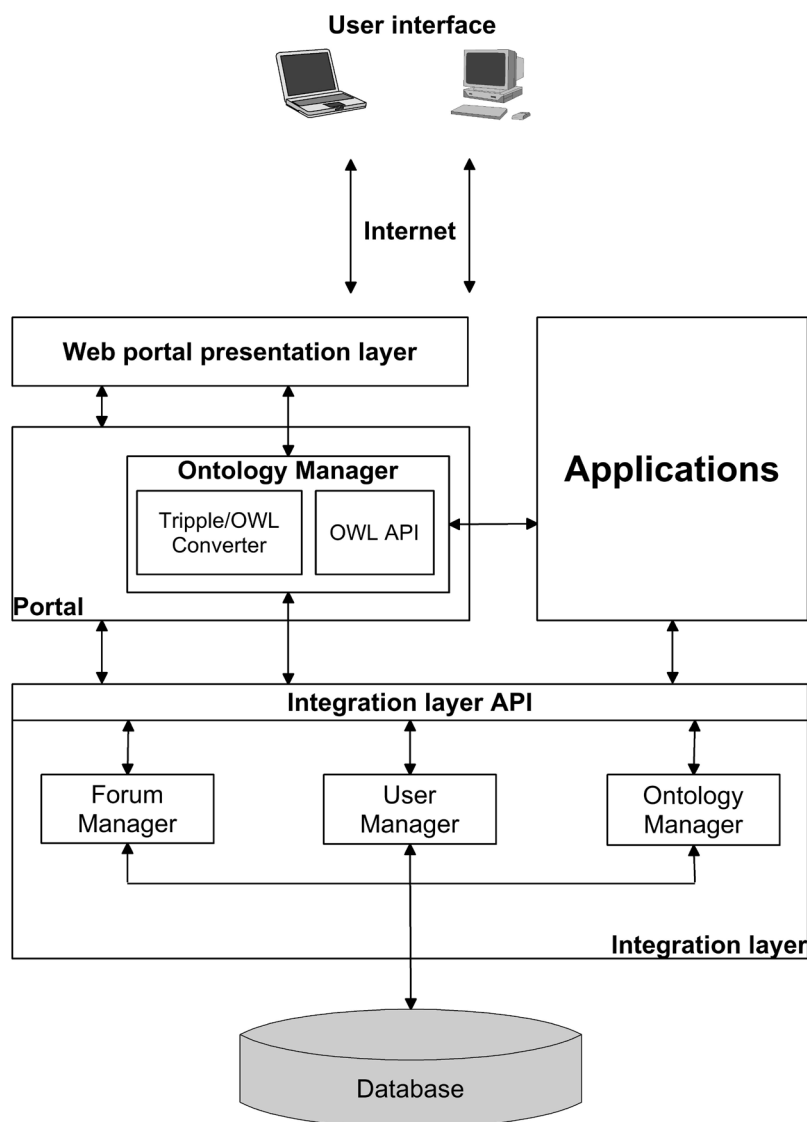 User interface
Internet
Web portal presentation layer
Applications
Ontology Manager
Tripple/OWL
Converter
OWL API
Portal
Integration layer API
Forum
Manager
User
Manager
Ontology
Manager
Integration layer
Database